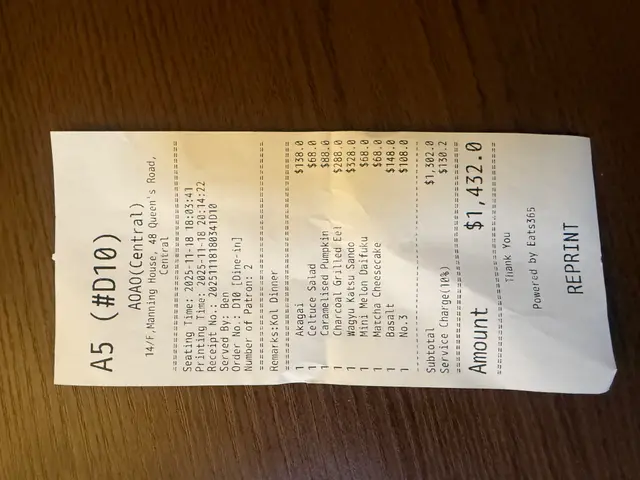 A5 (#D10)
AOAO(Central)
14/F,Manning House, 48 Queen's Road,
Central
Seating Time: 2025-11-18 18:03:41
Printing Time: 2025-11-18 20:14:22
Receipt No.: 20251118180341D10
Served By: Ben
Order No.: D10 [Dine-in]
Number of Patron: 2
Remarks:Kol Dinner
1 Akagai $138.0
1 Celtuce Salad $68.0
1 Caramelised Pumpkin $88.0
1 Charcoal Grilled Eel $288.0
1 Wagyu Katsu Sando $328.0
1 Mini Melon Daifuku $68.0
1 Matcha Cheesecake $68.0
1 Basalt $148.0
1 No.3 $108.0
Subtotal $1,302.0
Service Charge(10%) $130.2
Amount $1,432.0
Thank You
Powered by Eats365
REPRINT